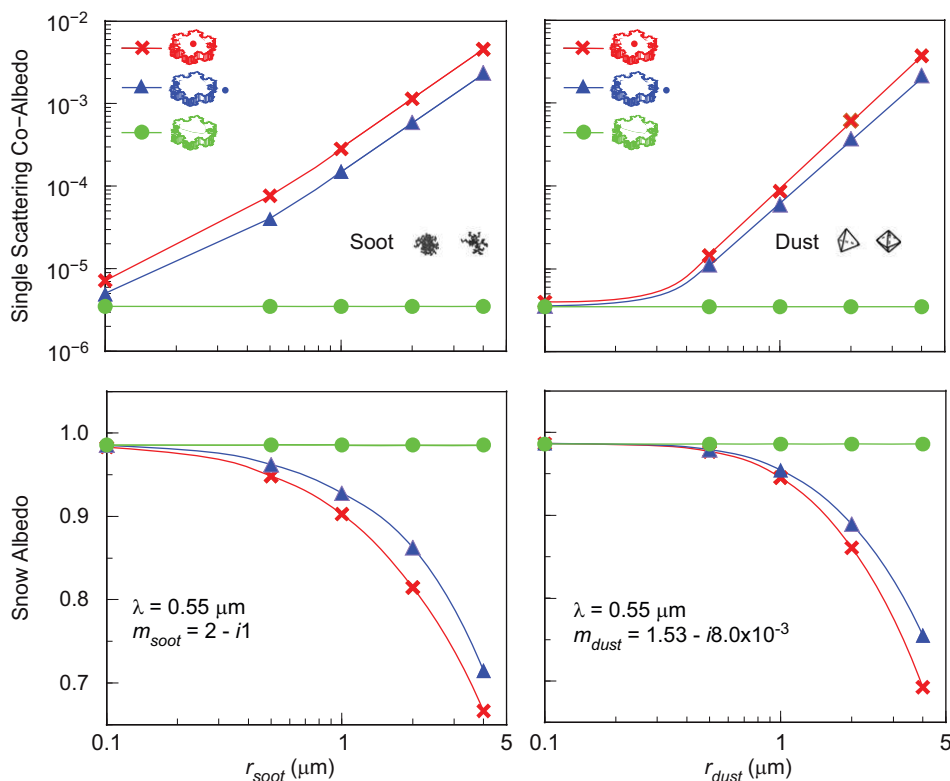 Single Scattering Co-Albedo
10⁻²
10⁻³
10⁻⁴
10⁻⁵
10⁻⁶
Soot
Dust
Snow Albedo
1.0
0.9
0.8
0.7
λ = 0.55 μm
m_soot = 2 - i1
λ = 0.55 μm
m_dust = 1.53 - i8.0x10⁻³
0.1 1 5
0.1 1 5
r_soot (μm)
r_dust (μm)